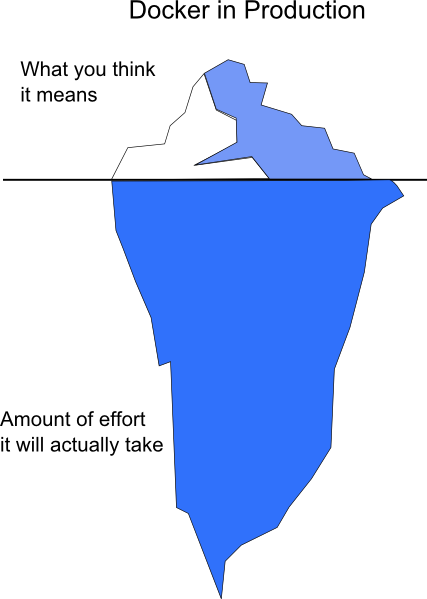 Docker in Production
What you think
it means
Amount of effort
it will actually take